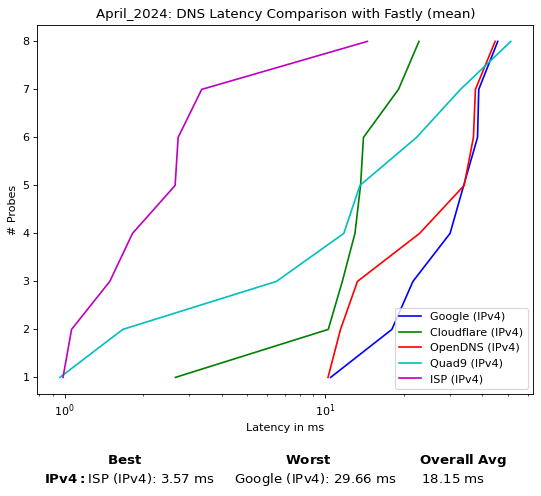 April_2024: DNS Latency Comparison with Fastly (mean)
8
7
6
5
4
3
2
1
# Probes
Google (IPv4)
Cloudflare (IPv4)
OpenDNS (IPv4)
Quad9 (IPv4)
ISP (IPv4)
10⁰ 10¹
Latency in ms
Best Worst Overall Avg
IPv4: ISP (IPv4): 3.57 ms Google (IPv4): 29.66 ms 18.15 ms